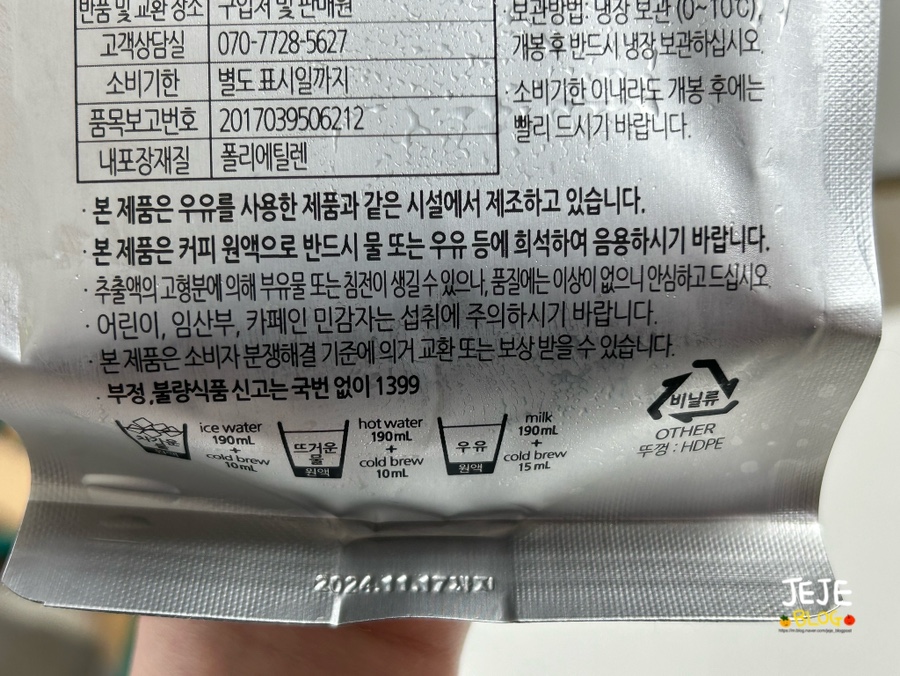 반품 및 교환 장소 구입처 및 판매원
고객상담실 070-7728-5627
소비기한 별도 표시일까지
품목보고번호 2017039506212
내포장재질 폴리에틸렌
보관방법: 냉장 보관 (0~10℃),
개봉 후 반드시 냉장 보관하십시오.
·소비기한 이내라도 개봉 후에는
빨리 드시기 바랍니다.
· 본 제품은 우유를 사용한 제품과 같은 시설에서 제조하고 있습니다.
· 본 제품은 커피 원액으로 반드시 물 또는 우유 등에 희석하여 음용하시기 바랍니다.
· 추출액의 고형분에 의해 부유물 또는 침전이 생길 수 있으나, 품질에는 이상이 없으니 안심하고 드십시오.
· 어린이, 임산부, 카페인 민감자는 섭취에 주의하시기 바랍니다.
· 본 제품은 소비자 분쟁해결 기준에 의거 교환 또는 보상 받을 수 있습니다.
· 부정,불량식품 신고는 국번 없이 1399
차가운
물
원액
ice water
190mL
+
cold brew
10mL
뜨거운
물
원액
hot water
190mL
+
cold brew
10mL
우유
원액
milk
190mL
+
cold brew
15mL
비닐류
OTHER
뚜껑 : HDPE
2024.11.17까지
JEJE
BLOG